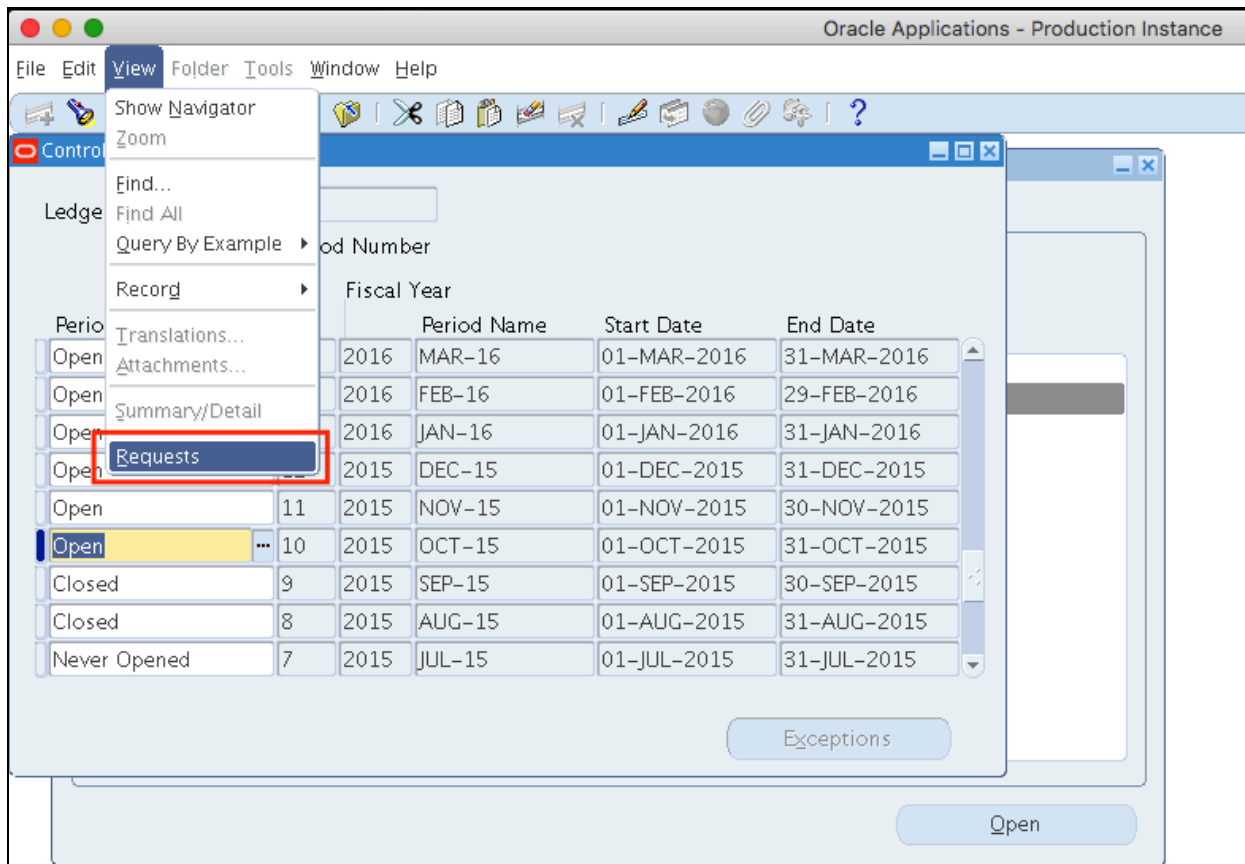 Oracle Applications - Production Instance
File Edit View Folder Tools Window Help
Show Navigator
Zoom
Find...
Find All
Query By Example
Record
Translations...
Attachments...
Summary/Detail
Requests
Control
Ledge
od Number
Fiscal Year
Perio Period Name Start Date End Date
Open 2016 MAR-16 01-MAR-2016 31-MAR-2016
Open 2016 FEB-16 01-FEB-2016 29-FEB-2016
Open 2016 JAN-16 01-JAN-2016 31-JAN-2016
Open 2015 DEC-15 01-DEC-2015 31-DEC-2015
Open 11 2015 NOV-15 01-NOV-2015 30-NOV-2015
Open ... 10 2015 OCT-15 01-OCT-2015 31-OCT-2015
Closed 9 2015 SEP-15 01-SEP-2015 30-SEP-2015
Closed 8 2015 AUG-15 01-AUG-2015 31-AUG-2015
Never Opened 7 2015 JUL-15 01-JUL-2015 31-JUL-2015
Exceptions
Open